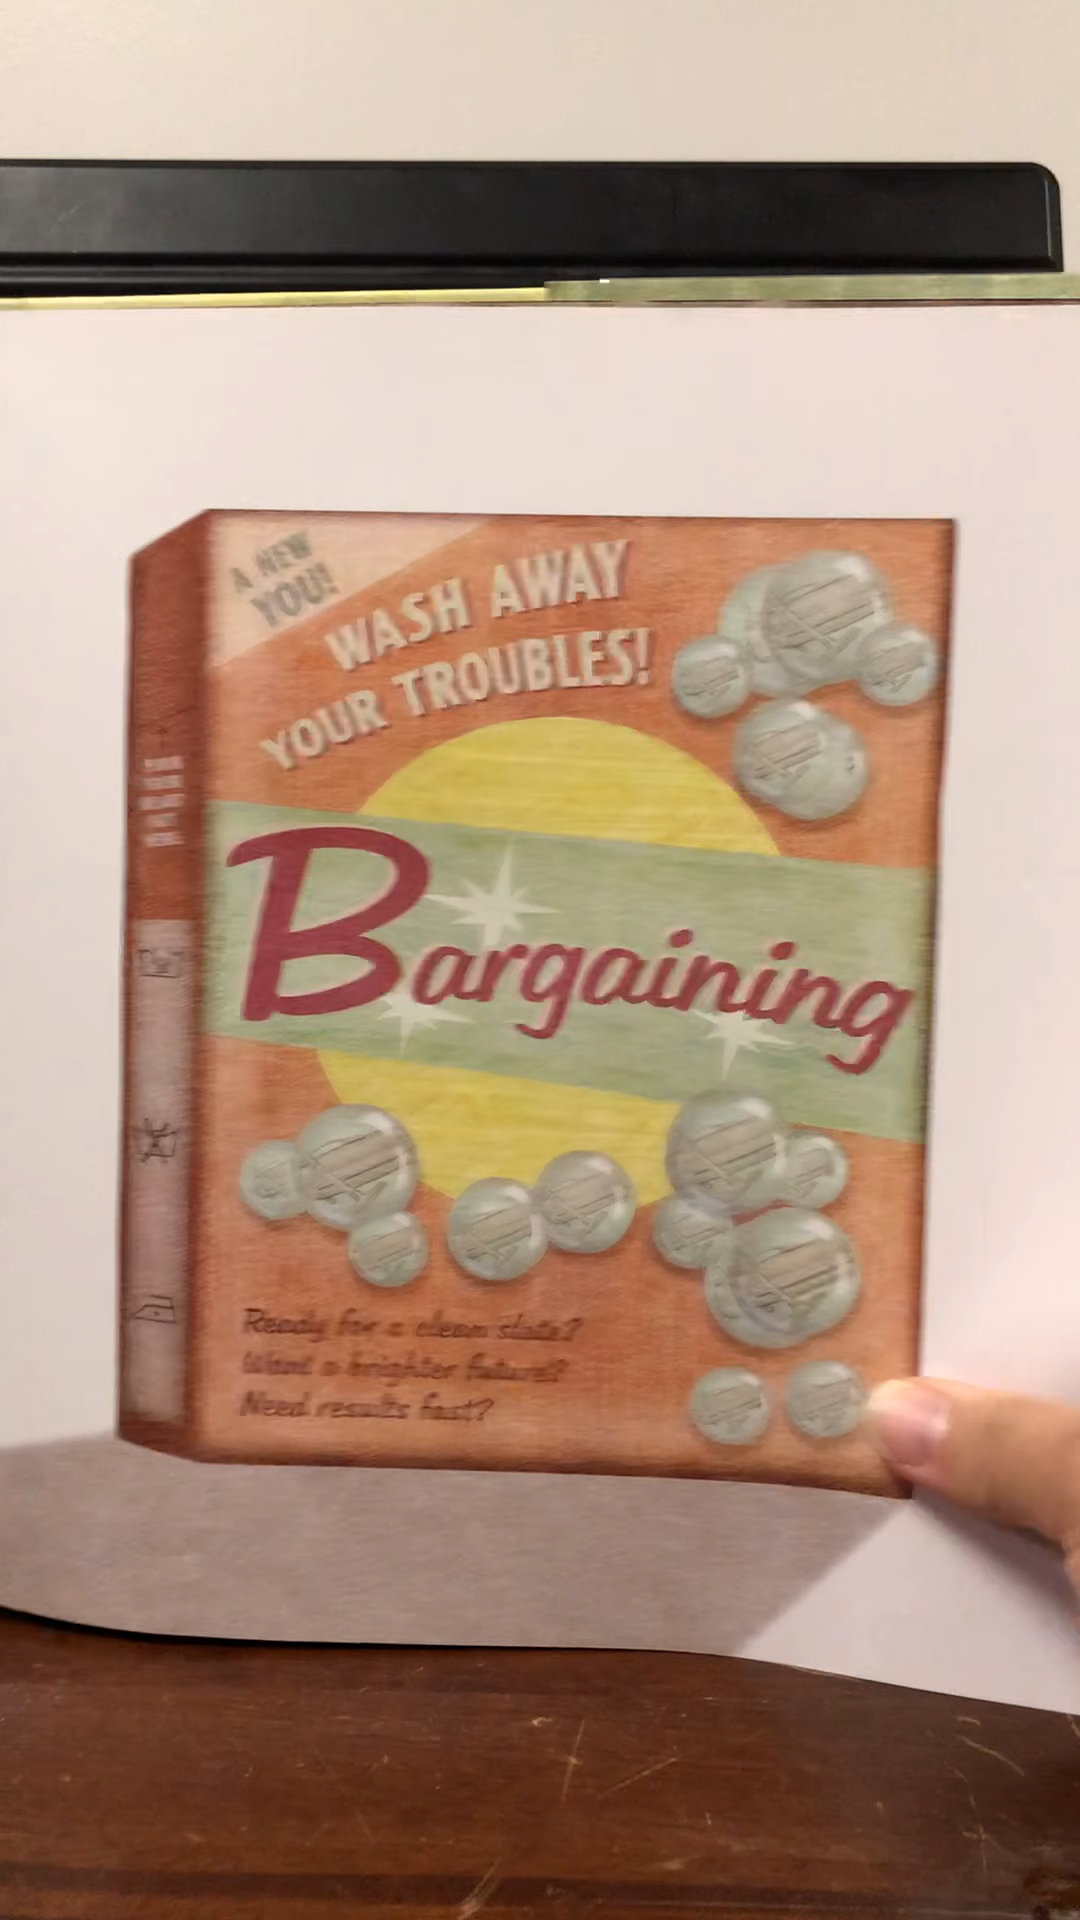 A NEW
YOU!
WASH AWAY
YOUR TROUBLES!
Bargaining
Ready for a clean slate?
Want a brighter future?
Need results fast?